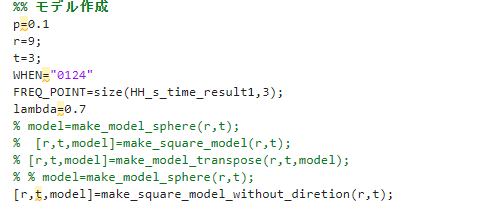 %% モデル作成
p=0.1
r=9;
t=3;
WHEN="0124"
FREQ_POINT=size(HH_s_time_result1,3);
lambda=0.7
% model=make_model_sphere(r,t);
%  [r,t,model]=make_square_model(r,t);
% [r,t,model]=make_model_transpose(r,t,model);
% % model=make_model_sphere(r,t);
[r,t,model]=make_square_model_without_diretion(r,t);